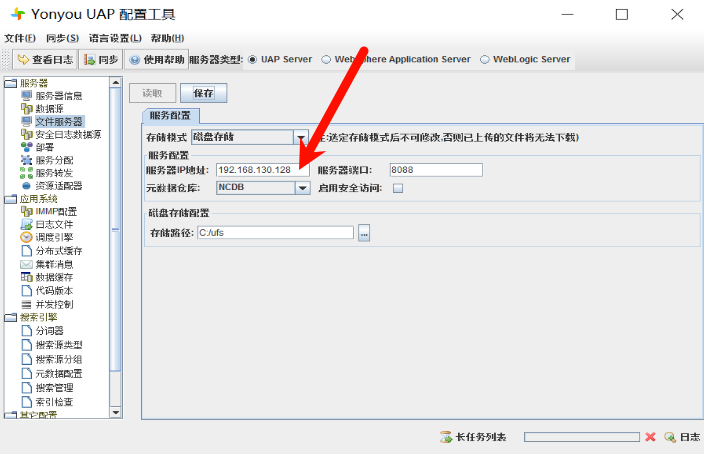 Yonyou UAP 配置工具
文件(F) 同步(S) 语言设置(L) 帮助(H)
查看日志 同步 使用帮助 服务器类型: UAP Server WebSphere Application Server WebLogic Server
服务器
服务器信息
数据源
文件服务器
安全日志数据源
部署
服务分配
服务转发
资源适配器
应用系统
IMMP配置
日志文件
调度引擎
分布式缓存
集群消息
数据缓存
代码版本
并发控制
搜索引擎
分词器
搜索源类型
搜索源分组
元数据配置
搜索管理
索引检查
其它配置
读取 保存
服务配置
存储模式 磁盘存储 注:选定存储模式后不可修改,否则已上传的文件将无法下载)
服务配置
服务器IP地址: 192.168.130.128 服务器端口: 8088
元数据仓库: NCDB 启用安全访问:
磁盘存储配置
存储路径: C:/ufs ...
长任务列表 日志